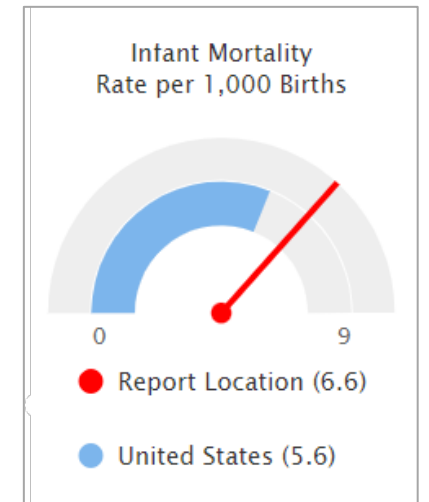 Infant Mortality
Rate per 1,000 Births
0
9
Report Location (6.6)
United States (5.6)